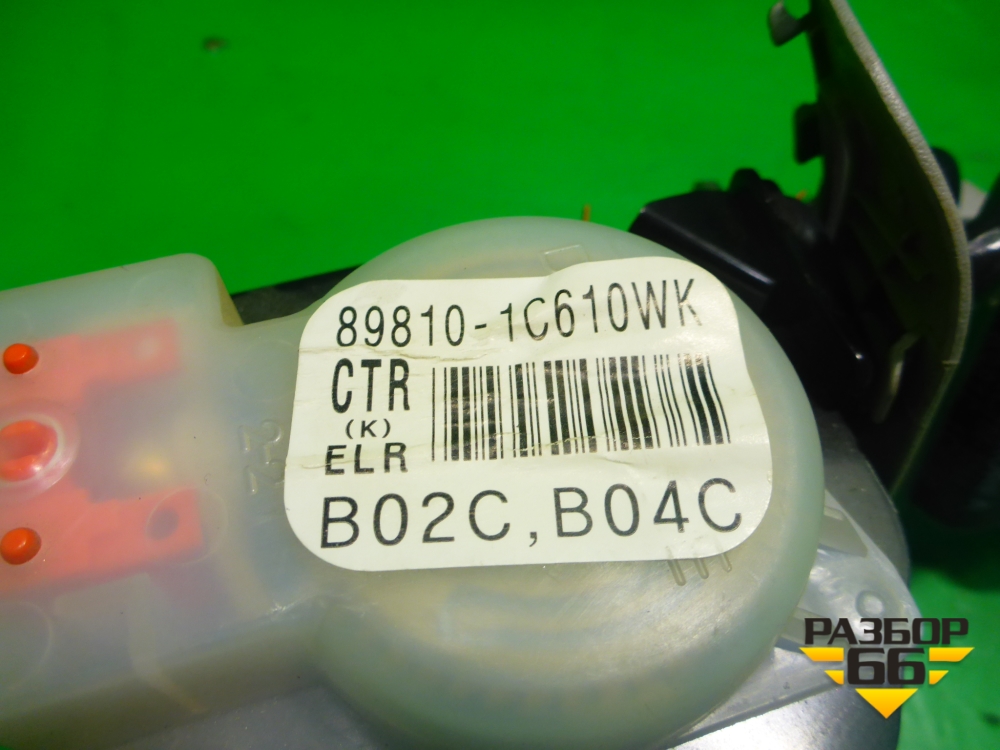 89810-1C610WK
CTR
(K)
ELR
B02C, B04C
РАЗБОР
66